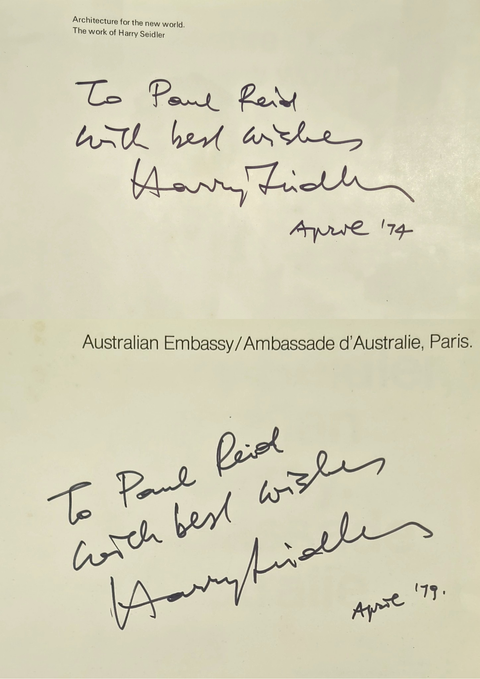 Architecture for the new world.
The work of Harry Seidler
To Paul Reid
with best wishes
Harry Seidler
April '74
Australian Embassy/Ambassade d'Australie, Paris.
To Paul Reid
with best wishes
Harry Seidler
April '79.